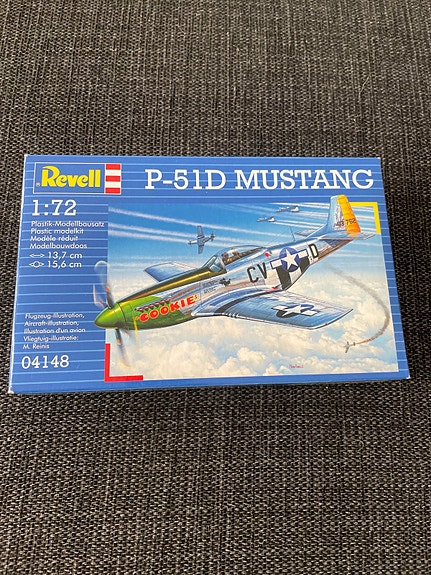 Revell
P-51D MUSTANG
1:72
Plastik-Modellbausatz
Plastic modelkit
Modèle réduit
Modelbouwdoos
13,7 cm
15,6 cm
Flugzeug-Illustration,
Aircraft-illustration,
Illustration d'un avion
Vliegtuig-illustratie:
M. Reinis
04148
COOKIE
CV
D